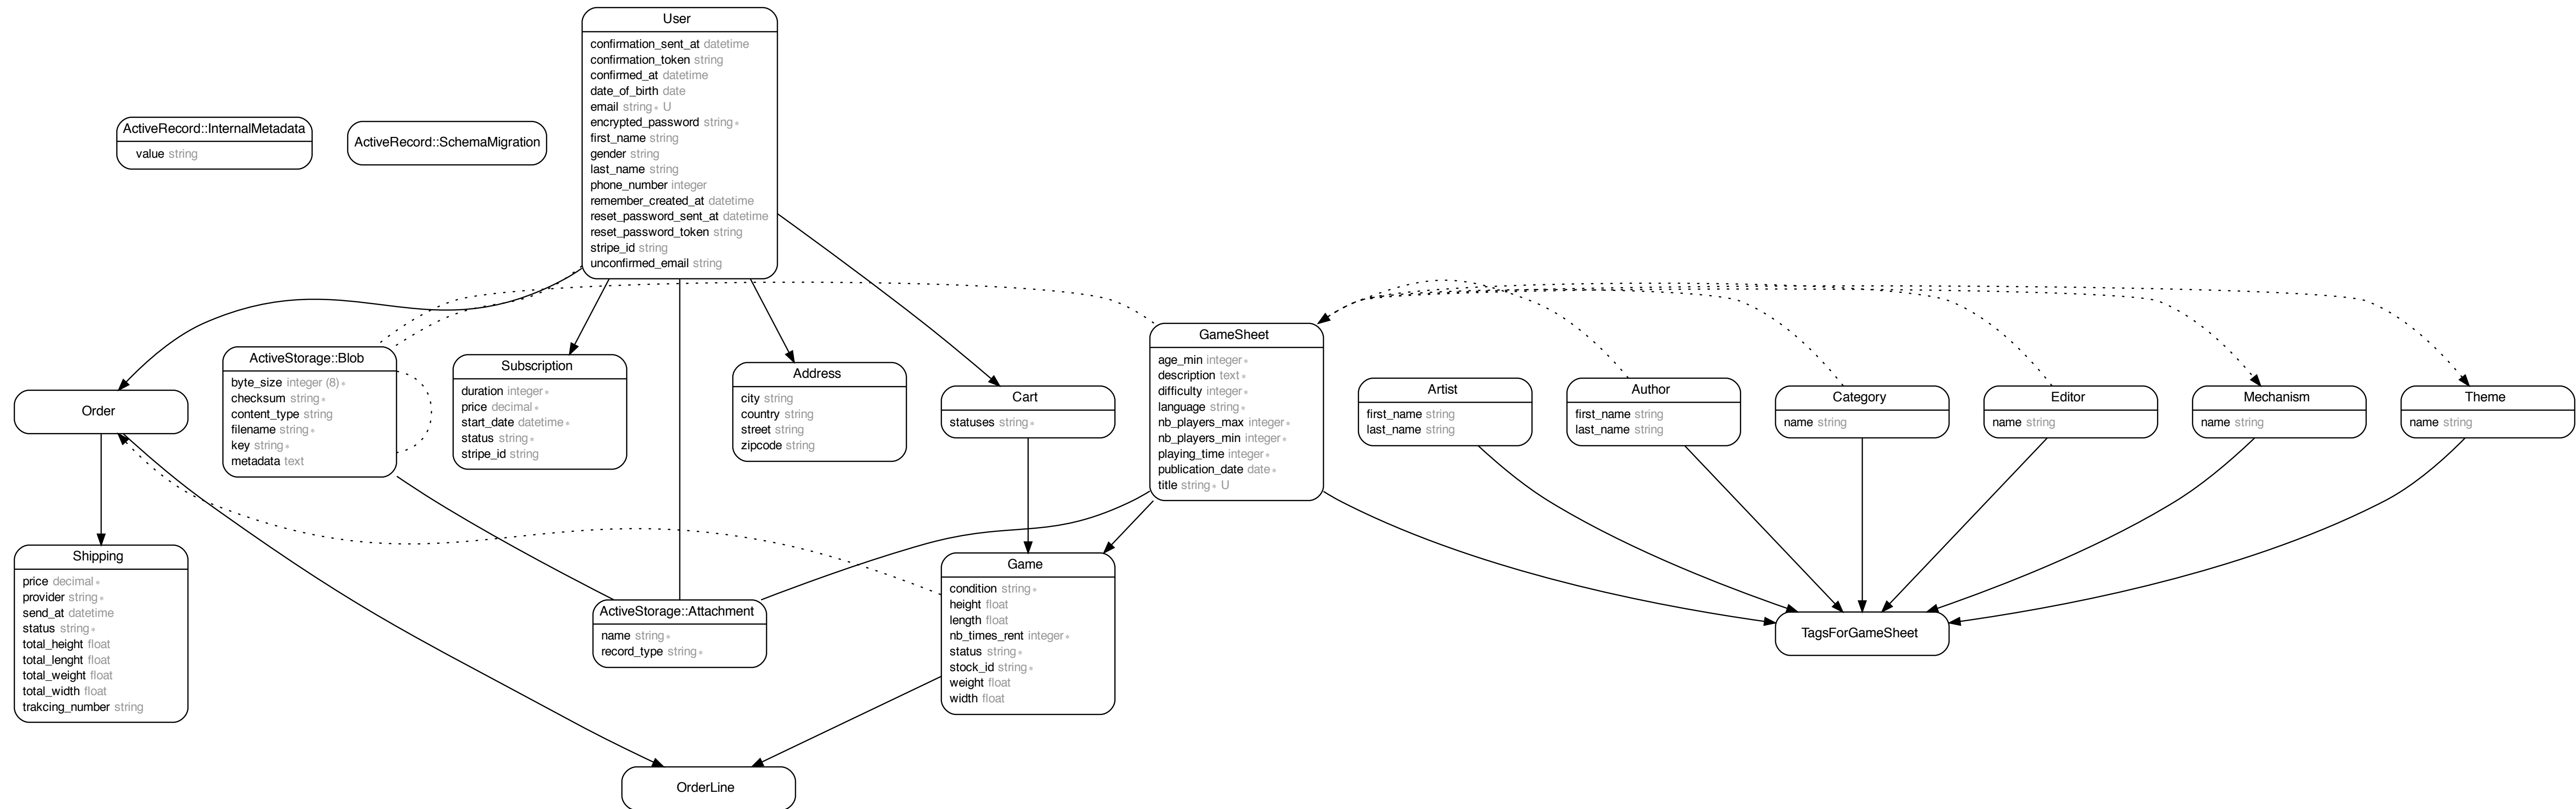 User
confirmation_sent_at datetime
confirmation_token string
confirmed_at datetime
date_of_birth date
email string∗ U
encrypted_password string∗
first_name string
gender string
last_name string
phone_number integer
remember_created_at datetime
reset_password_sent_at datetime
reset_password_token string
stripe_id string
unconfirmed_email string
ActiveRecord::InternalMetadata
value string
ActiveRecord::SchemaMigration
Order
ActiveStorage::Blob
byte_size integer (8)∗
checksum string∗
content_type string
filename string∗
key string∗
metadata text
Subscription
duration integer∗
price decimal∗
start_date datetime∗
status string∗
stripe_id string
Address
city string
country string
street string
zipcode string
Cart
statuses string∗
GameSheet
age_min integer∗
description text∗
difficulty integer∗
language string∗
nb_players_max integer∗
nb_players_min integer∗
playing_time integer∗
publication_date date∗
title string∗ U
Artist
first_name string
last_name string
Author
first_name string
last_name string
Category
name string
Editor
name string
Mechanism
name string
Theme
name string
Shipping
price decimal∗
provider string∗
send_at datetime
status string∗
total_height float
total_lenght float
total_weight float
total_width float
trakcing_number string
ActiveStorage::Attachment
name string∗
record_type string∗
Game
condition string∗
height float
length float
nb_times_rent integer∗
status string∗
stock_id string∗
weight float
width float
TagsForGameSheet
OrderLine